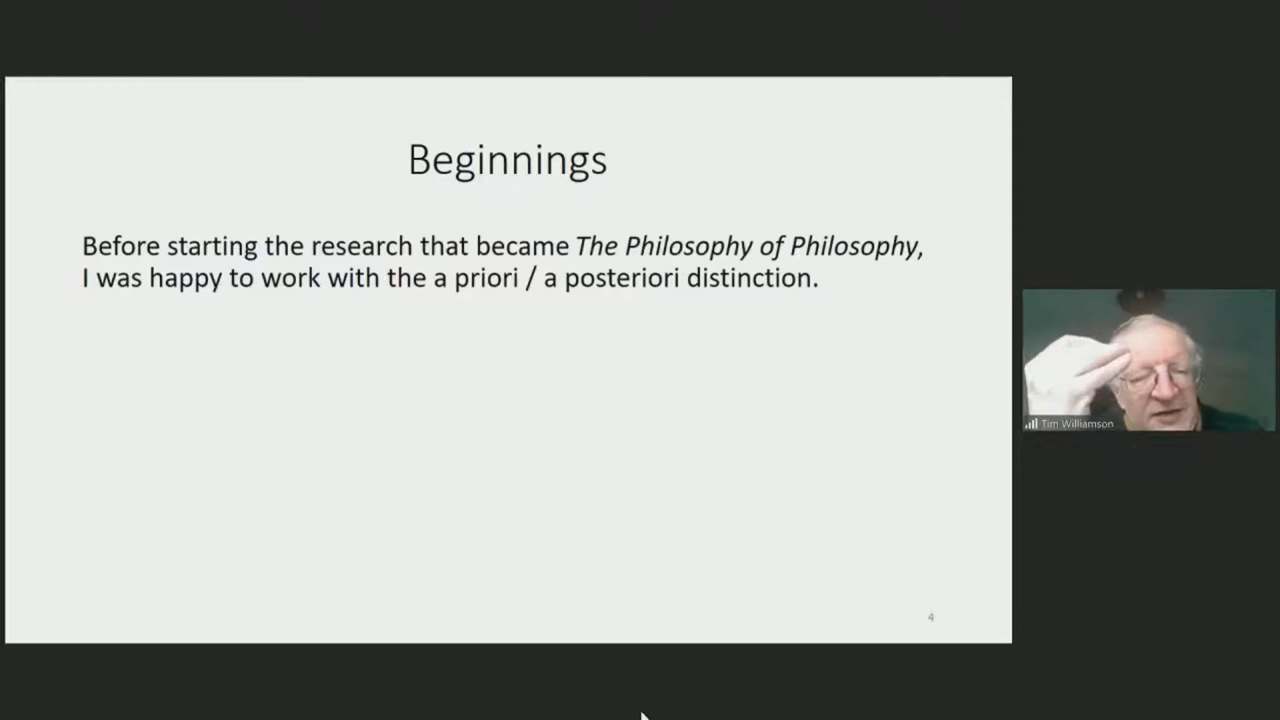 Beginnings
Before starting the research that became The Philosophy of Philosophy,
I was happy to work with the a priori / a posteriori distinction.
Tim Williamson
4